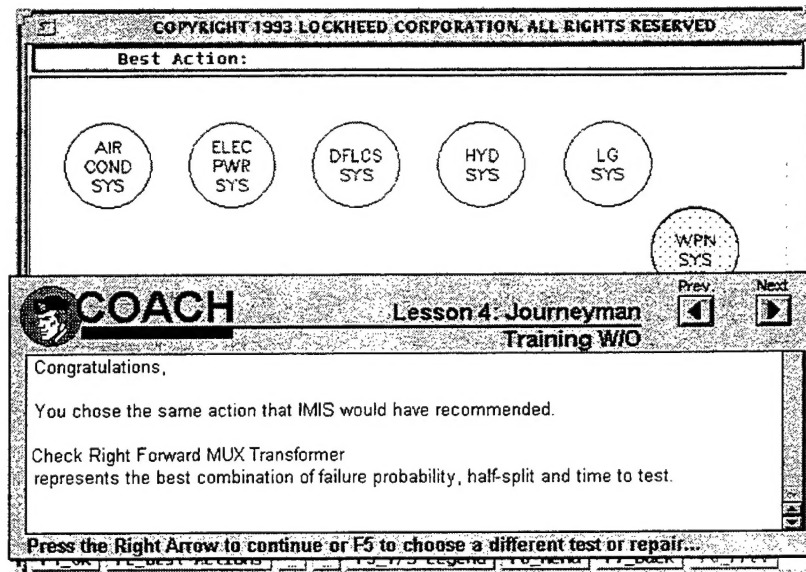 COPYRIGHT 1993 LOCKHEED CORPORATION. ALL RIGHTS RESERVED
Best Action:
AIR COND SYS
ELEC PWR SYS
DFLCS SYS
HYD SYS
LG SYS
WPN SYS
COACH
Lesson 4: Journeyman
Training W/O
Prev
Next
Congratulations,
You chose the same action that IMIS would have recommended.
Check Right Forward MUX Transformer
represents the best combination of failure probability, half-split and time to test.
Press the Right Arrow to continue or F5 to choose a different test or repair...